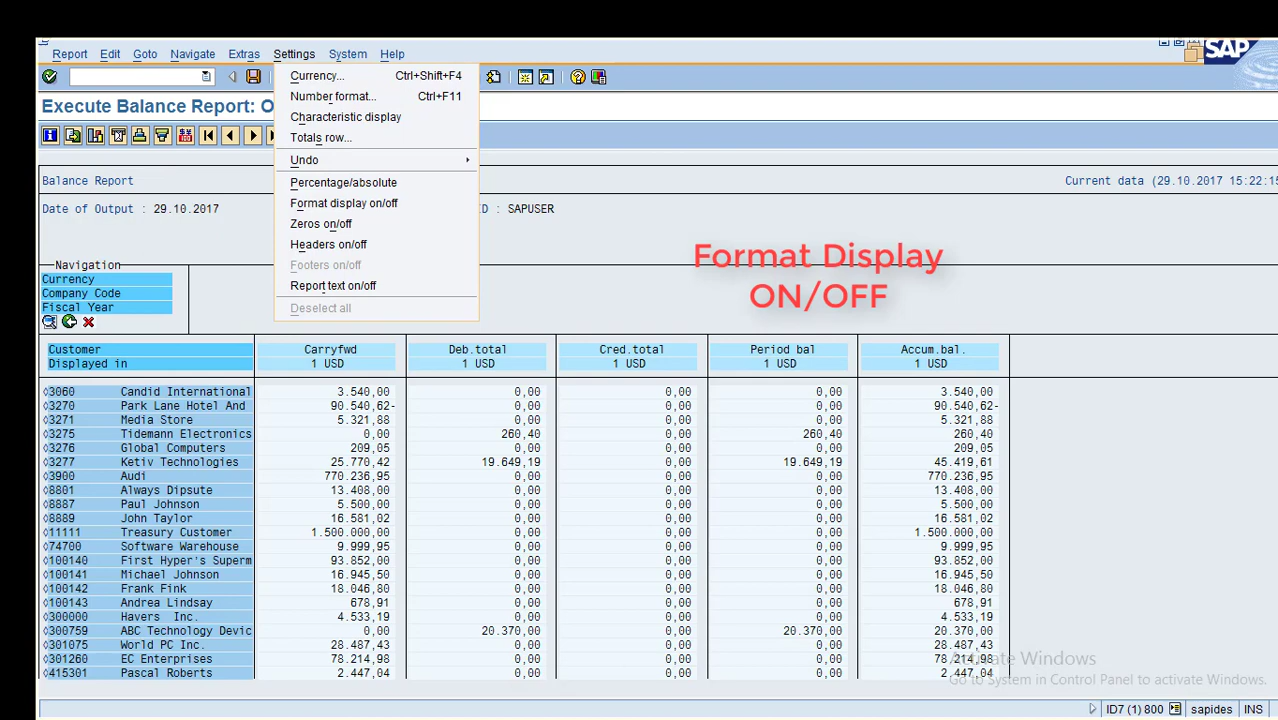 Report Edit Goto Navigate Extras Settings System Help
SAP
Currency... Ctrl+Shift+F4
Number format... Ctrl+F11
Characteristic display
Totals row...
Undo
Percentage/absolute
Format display on/off
Zeros on/off
Headers on/off
Footers on/off
Report text on/off
Deselect all
Execute Balance Report: O
Balance Report Current data (29.10.2017 15:22:15
Date of Output : 29.10.2017 : SAPUSER
Format Display
ON/OFF
Navigation
Currency
Company Code
Fiscal Year
Customer Carryfwd Deb.total Cred.total Period bal Accum.bal.
Displayed in 1 USD 1 USD 1 USD 1 USD 1 USD
3060 Candid International 3.540,00 0,00 0,00 0,00 3.540,00
3270 Park Lane Hotel And 90.540,62- 0,00 0,00 0,00 90.540,62-
3271 Media Store 5.321,88 0,00 0,00 0,00 5.321,88
3275 Tidemann Electronics 0,00 260,40 0,00 260,40 260,40
3276 Global Computers 209,05 0,00 0,00 0,00 209,05
3277 Ketiv Technologies 25.770,42 19.649,19 0,00 19.649,19 45.419,61
3900 Audi 770.236,95 0,00 0,00 0,00 770.236,95
8801 Always Dipsute 13.408,00 0,00 0,00 0,00 13.408,00
8887 Paul Johnson 5.500,00 0,00 0,00 0,00 5.500,00
8889 John Taylor 16.581,02 0,00 0,00 0,00 16.581,02
11111 Treasury Customer 1.500.000,00 0,00 0,00 0,00 1.500.000,00
74700 Software Warehouse 9.999,95 0,00 0,00 0,00 9.999,95
100140 First Hyper's Superm 93.852,00 0,00 0,00 0,00 93.852,00
100141 Michael Johnson 16.945,50 0,00 0,00 0,00 16.945,50
100142 Frank Fink 18.046,80 0,00 0,00 0,00 18.046,80
100143 Andrea Lindsay 678,91 0,00 0,00 0,00 678,91
300000 Havers Inc. 4.533,19 0,00 0,00 0,00 4.533,19
300759 ABC Technology Devic 0,00 20.370,00 0,00 20.370,00 20.370,00
301075 World PC Inc. 28.487,43 0,00 0,00 0,00 28.487,43
301260 EC Enterprises 78.214,98 0,00 0,00 0,00 78.214,98
415301 Pascal Roberts 2.447,04 0,00 0,00 0,00 2.447,04
Activate Windows
Go to System in Control Panel to activate Windows.
ID7 (1) 800 sapides INS